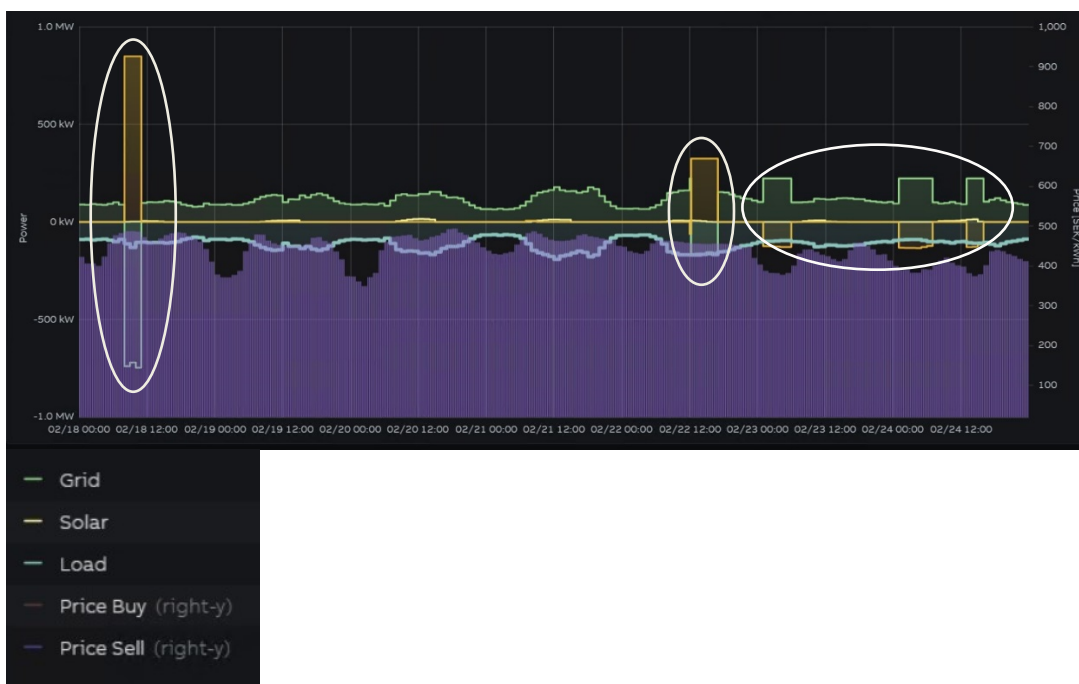 1.0 MW
500 kW
0 kW
-500 kW
-1.0 MW
Power
1,000
900
800
700
600
500
400
300
200
100
Price [SEK/kWh]
02/18 00:00 02/18 12:00 02/19 00:00 02/19 12:00 02/20 00:00 02/20 12:00 02/21 00:00 02/21 12:00 02/22 00:00 02/22 12:00 02/23 00:00 02/23 12:00 02/24 00:00 02/24 12:00
Grid
Solar
Load
Price Buy (right-y)
Price Sell (right-y)